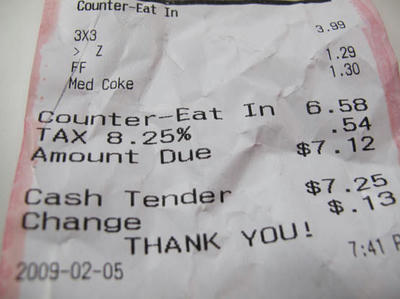 Counter-Eat In
3X3 3.99
> Z
FF 1.29
Med Coke 1.30
Counter-Eat In 6.58
TAX 8.25% .54
Amount Due $7.12
Cash Tender $7.25
Change $.13
THANK YOU!
2009-02-05 7:41 P